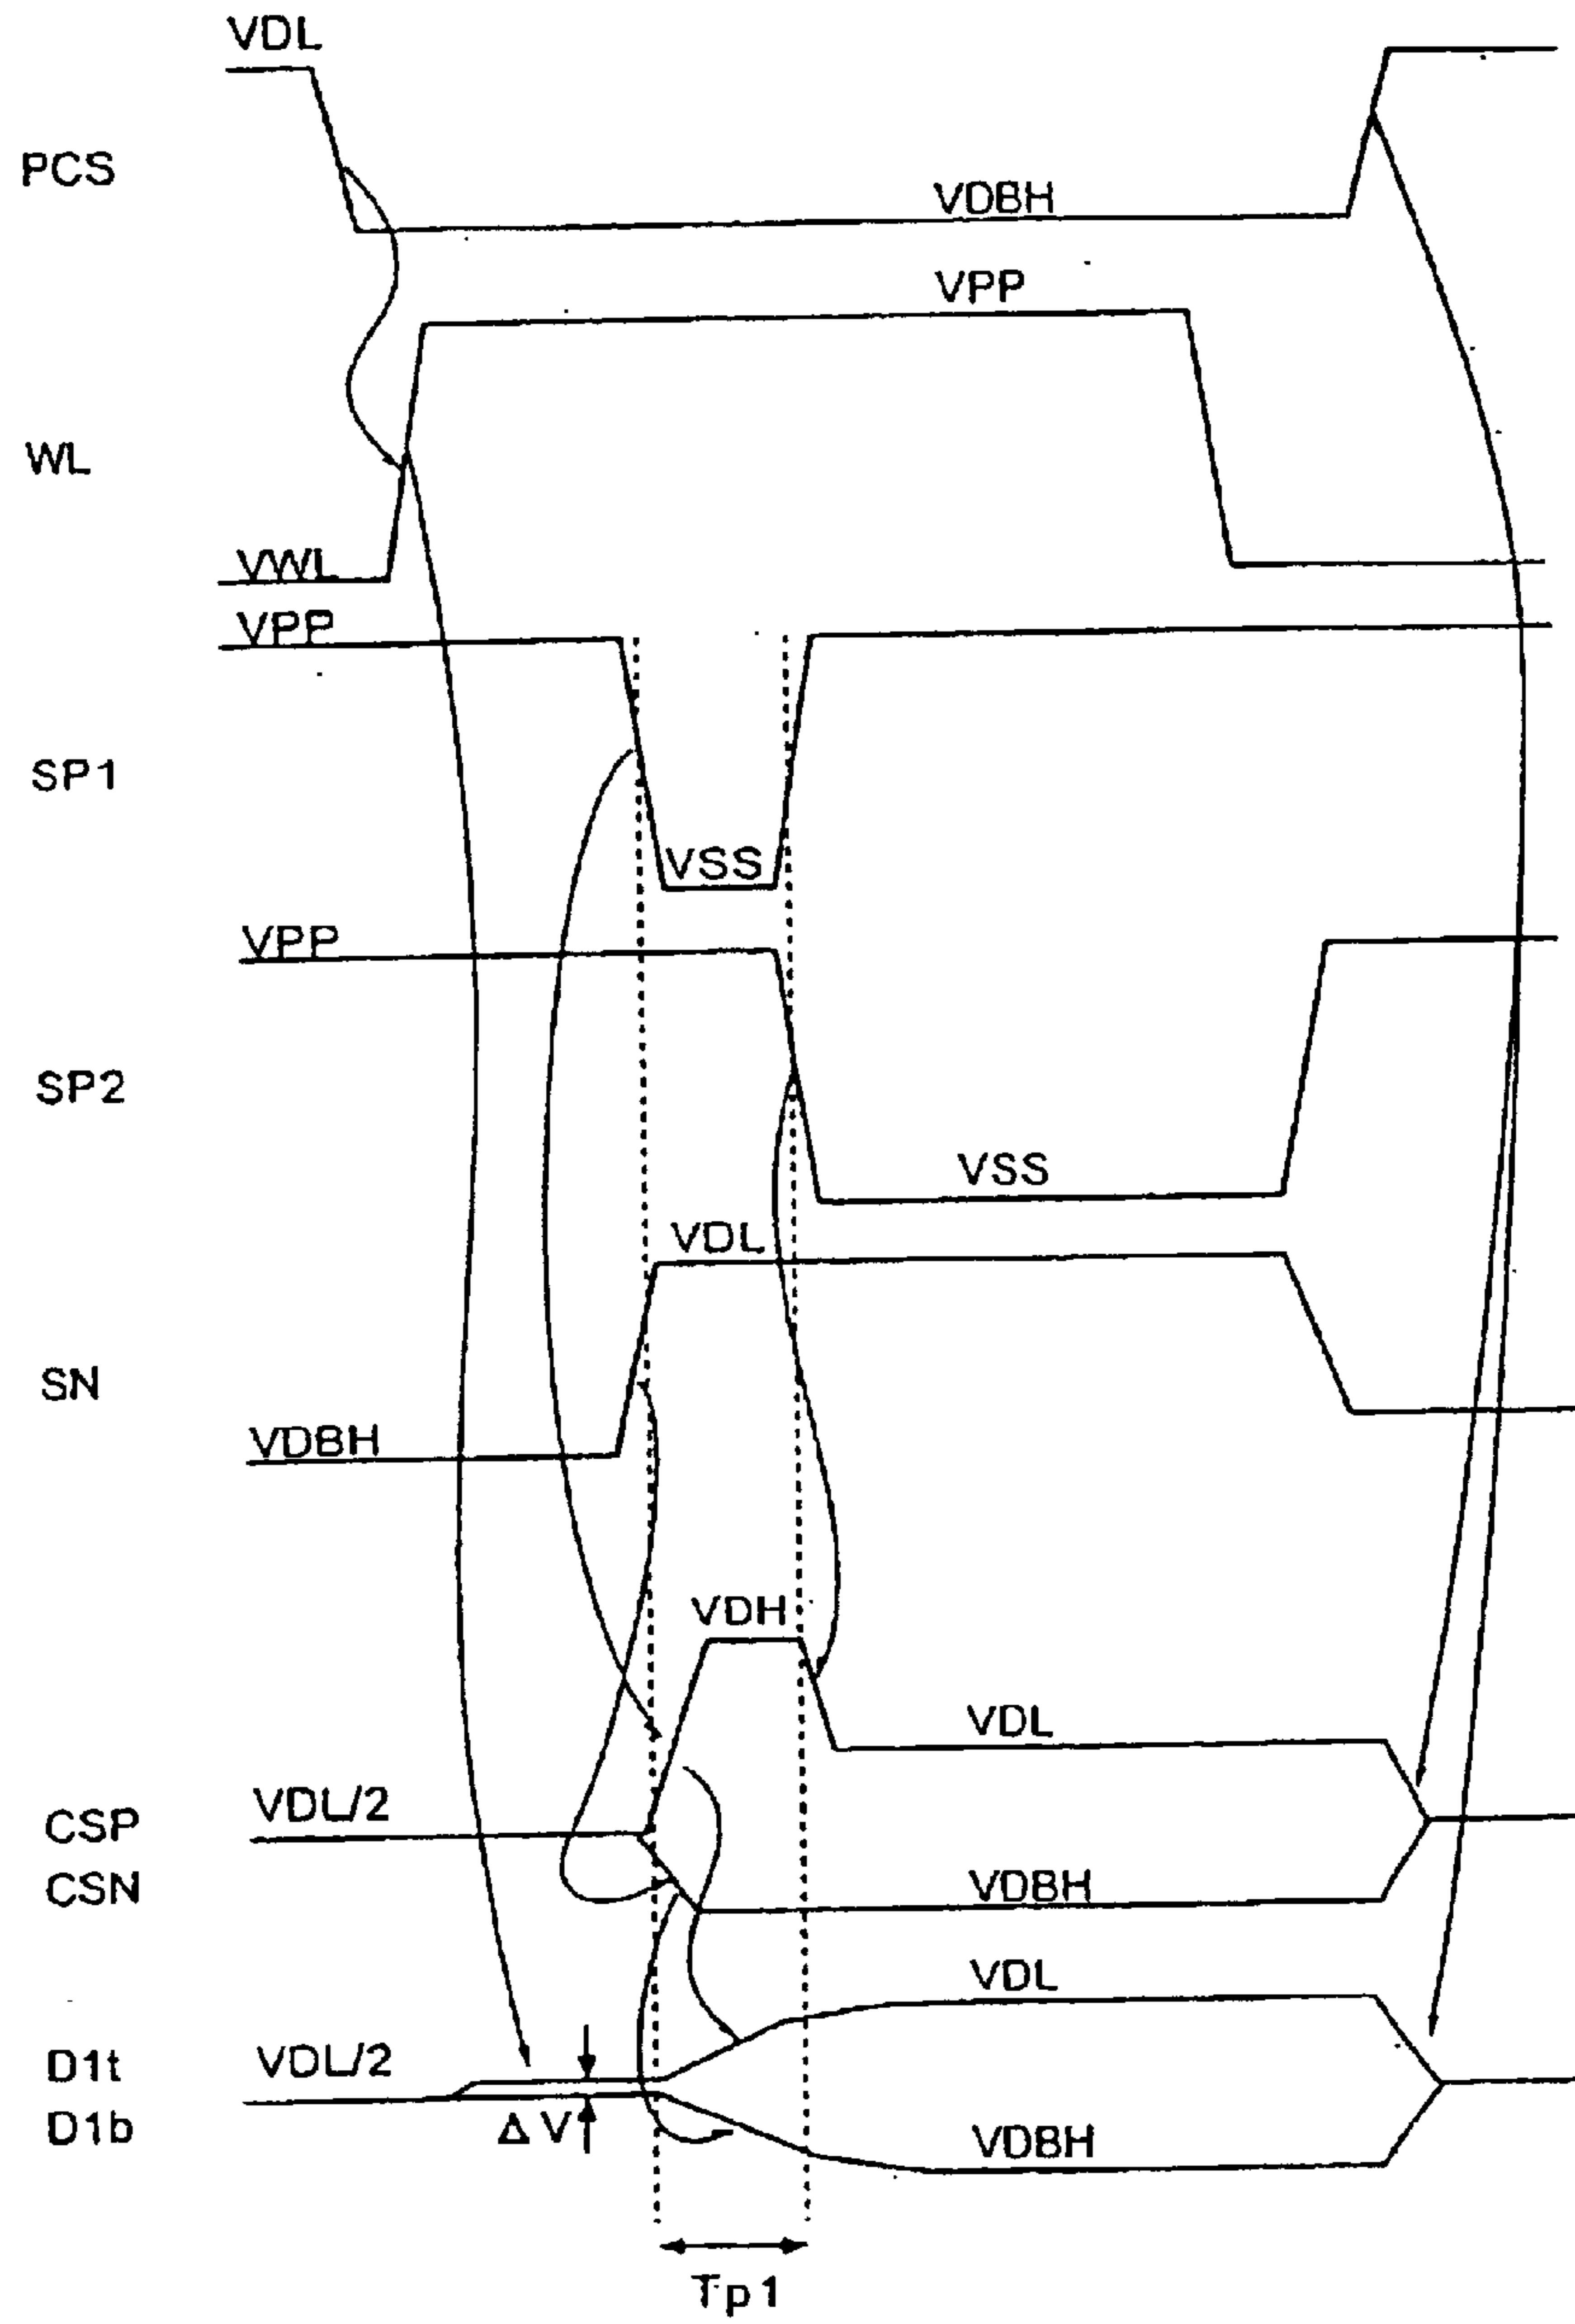 VDL
PCS
VDBH
VPP
WL
VWL
VPP
SP1
VSS
VPP
SP2
VSS
VDL
SN
VDBH
VDH
VDL
VDL/2
CSP
CSN
VDBH
VDL
D1t
VDL/2
D1b
ΔV
VDBH
Tp1